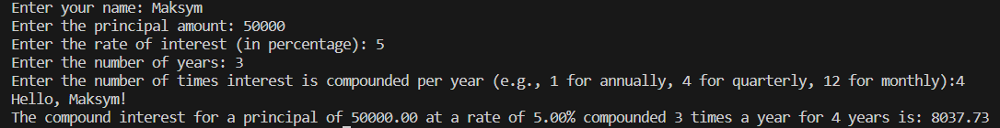 Enter your name: Maksym
Enter the principal amount: 50000
Enter the rate of interest (in percentage): 5
Enter the number of years: 3
Enter the number of times interest is compounded per year (e.g., 1 for annually, 4 for quarterly, 12 for monthly):4
Hello, Maksym!
The compound interest for a principal of 50000.00 at a rate of 5.00% compounded 3 times a year for 4 years is: 8037.73